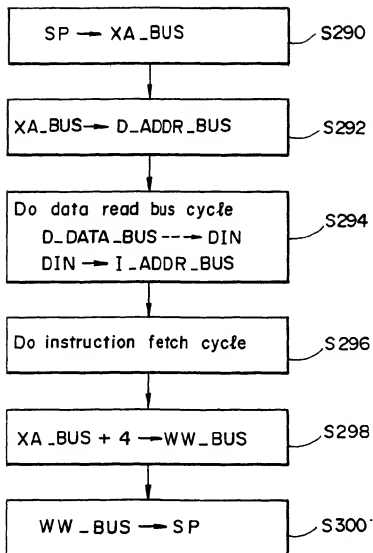 SP → XA_BUS
S290
XA_BUS → D_ADDR_BUS
S292
Do data read bus cycle
D_DATA_BUS ---→ DIN
DIN → I_ADDR_BUS
S294
Do instruction fetch cycle
S296
XA_BUS + 4 → WW_BUS
S298
WW_BUS → SP
S300